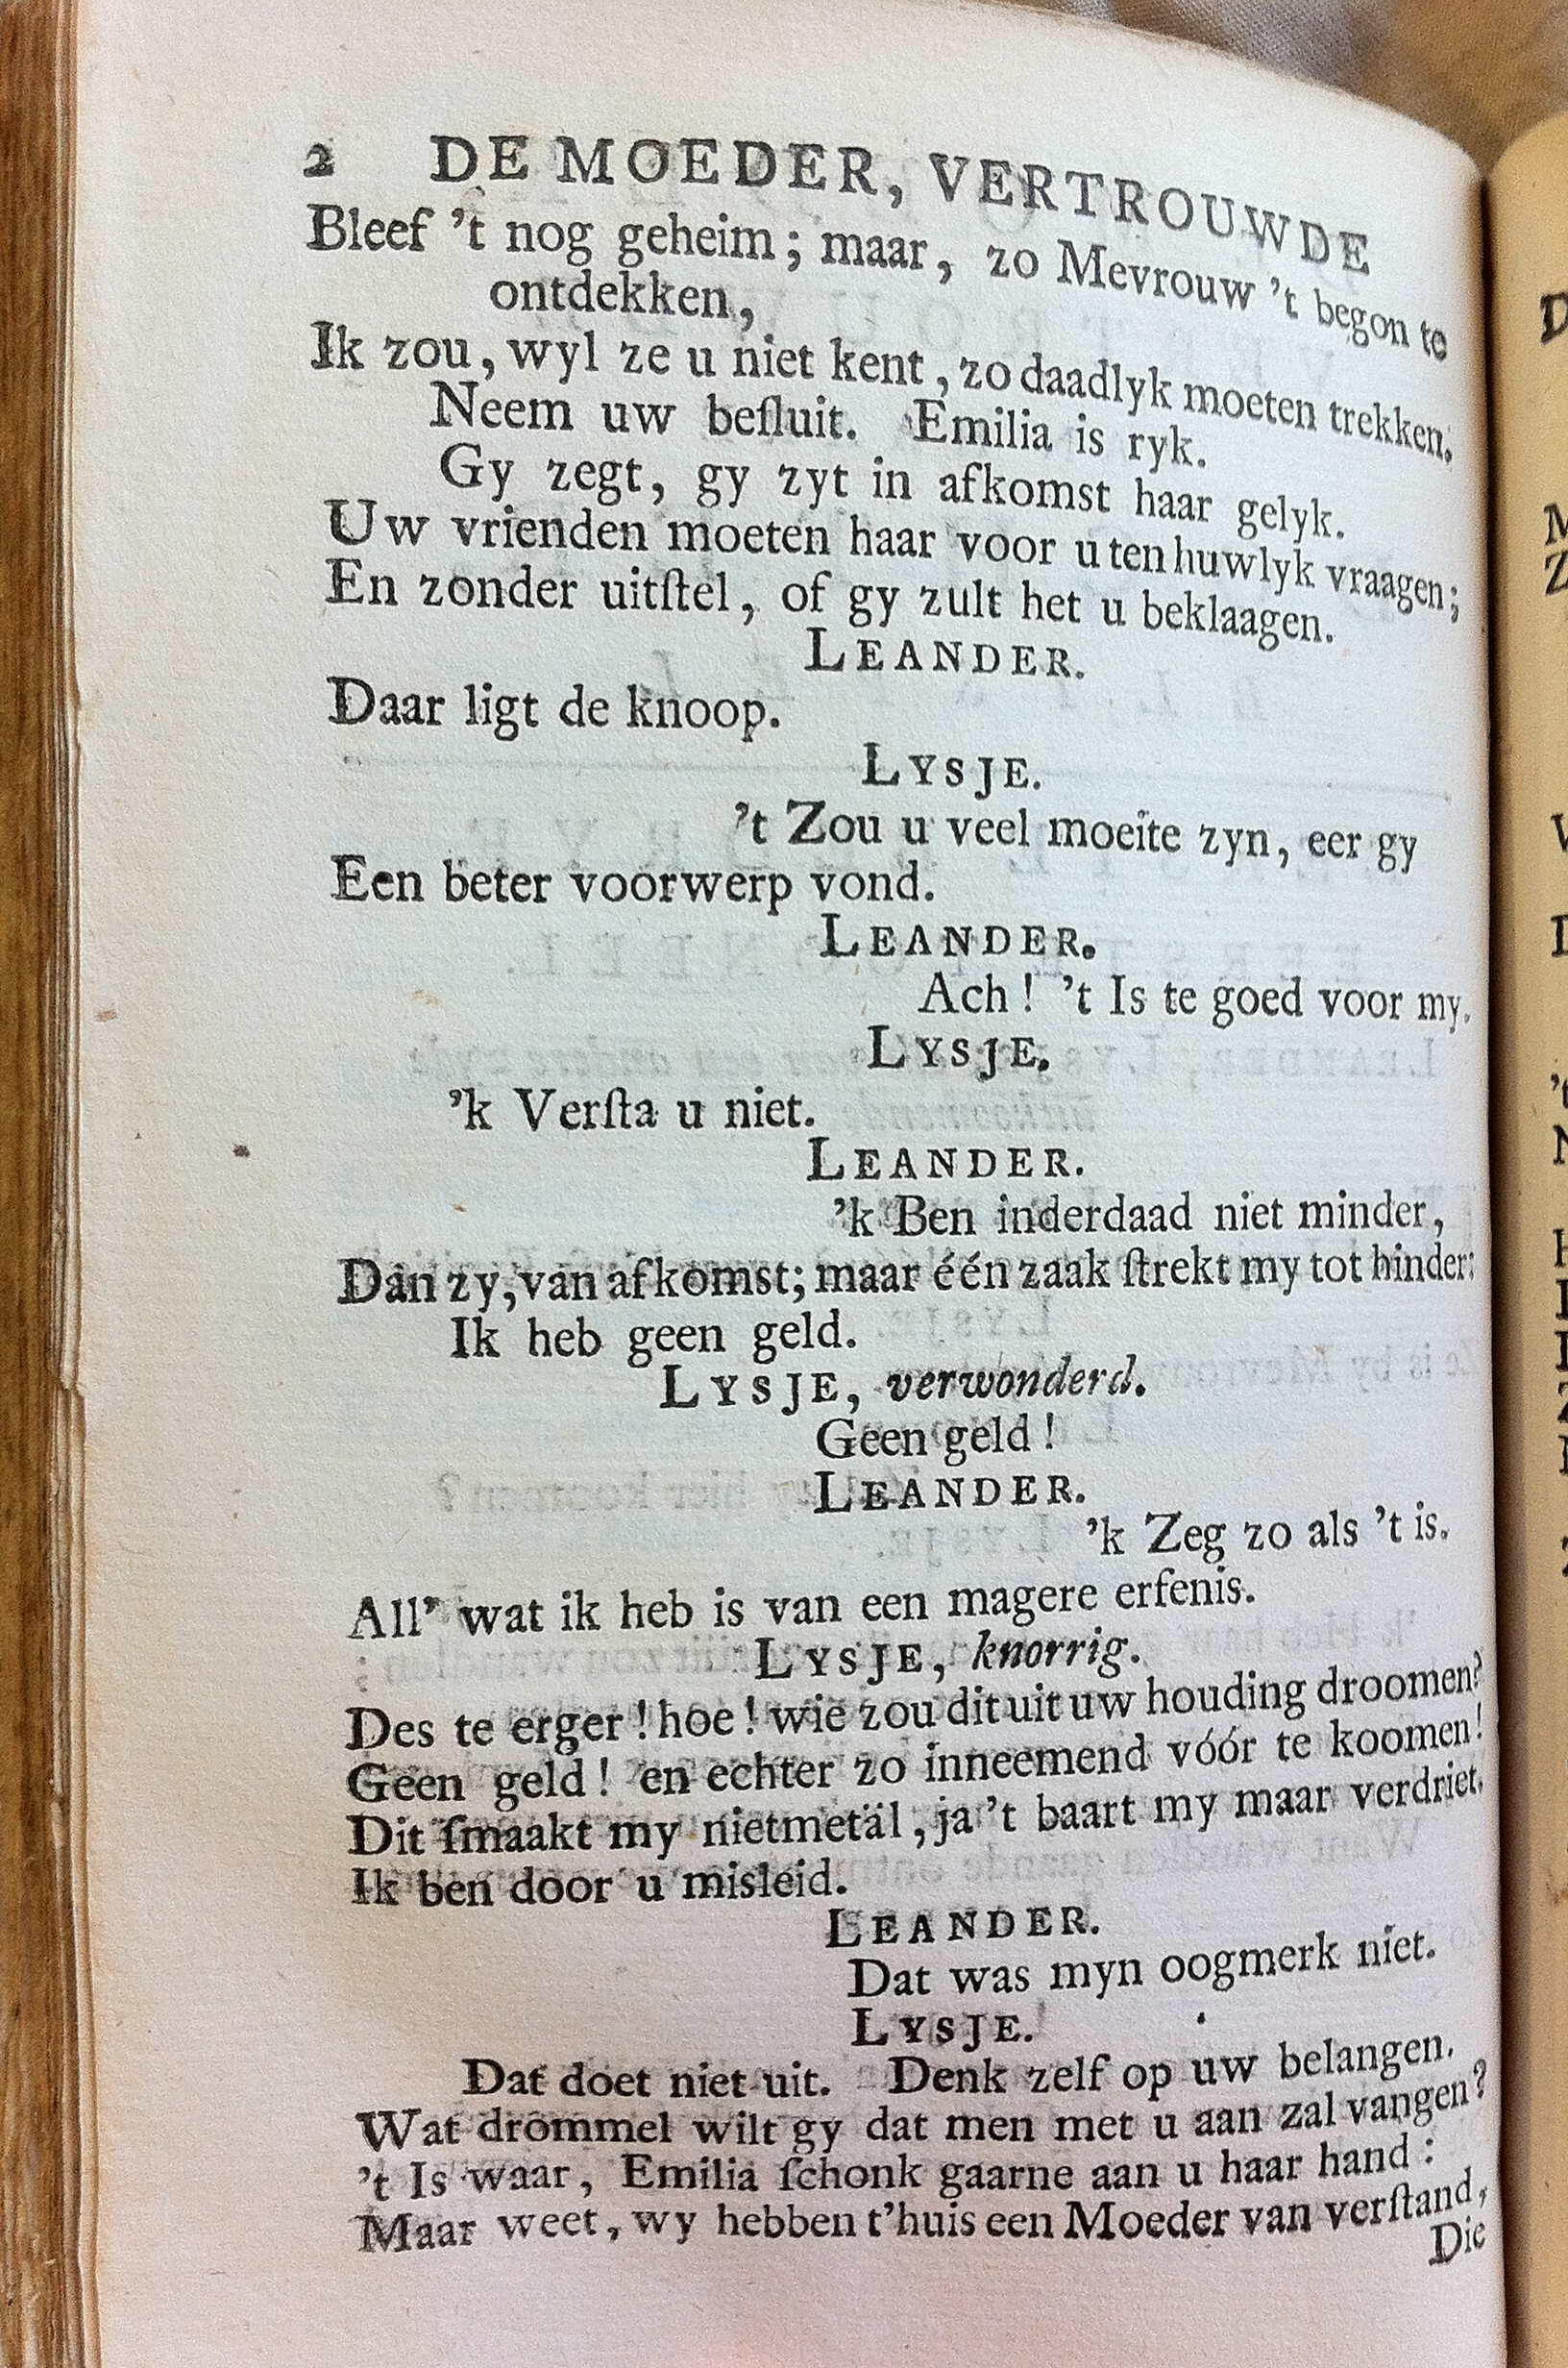 2 DE MOEDER, VERTROUWDE
Bleef 't nog geheim; maar, zo Mevrouw 't begon te
ontdekken,
Ik zou, wyl ze u niet kent, zo daadlyk moeten trekken.
Neem uw beſluit. Emilia is ryk.
Gy zegt, gy zyt in afkomst haar gelyk.
Uw vrienden moeten haar voor u ten huwlyk vraagen;
En zonder uitſtel, of gy zult het u beklaagen.
LEANDER.
Daar ligt de knoop.
LYSJE.
't Zou u veel moeite zyn, eer gy
Een beter voorwerp vond.
LEANDER.
Ach! 't Is te goed voor my.
LYSJE.
'k Verſta u niet.
LEANDER.
'k Ben inderdaad niet minder,
Dan zy, van afkomst; maar één zaak ſtrekt my tot hinder:
Ik heb geen geld.
LYSJE, verwonderd.
Geen geld!
LEANDER.
'k Zeg zo als 't is.
All' wat ik heb is van een magere erfenis.
LYSJE, knorrig.
Des te erger! hoe! wie zou dit uit uw houding droomen?
Geen geld! en echter zo inneemend vóór te koomen!
Dit ſmaakt my niet metäl, ja 't baart my maar verdriet.
Ik ben door u misleid.
LEANDER.
Dat was myn oogmerk niet.
LYSJE.
Dat doet niet uit. Denk zelf op uw belangen.
Wat drommel wilt gy dat men met u aan zal vangen?
't Is waar, Emilia ſchonk gaarne aan u haar hand:
Maar weet, wy hebben t'huis een Moeder van verſtand,
Die